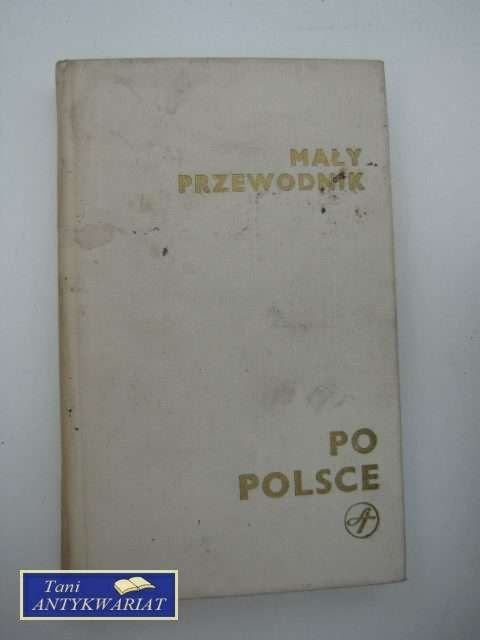 MAŁY
PRZEWODNIK
PO
POLSCE
Tani
ANTYKWARIAT